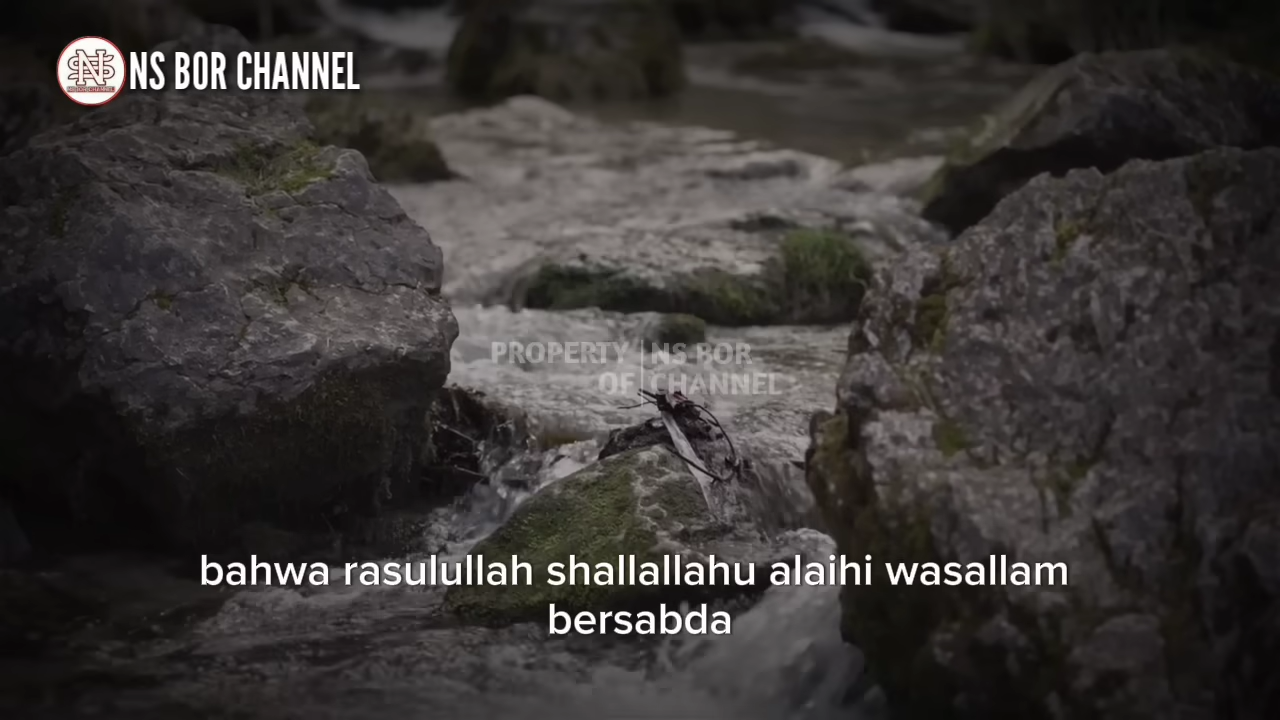 NS BOR CHANNEL
PROPERTY OF
NS BOR CHANNEL
bahwa rasulullah shallallahu alaihi wasallam
bersabda